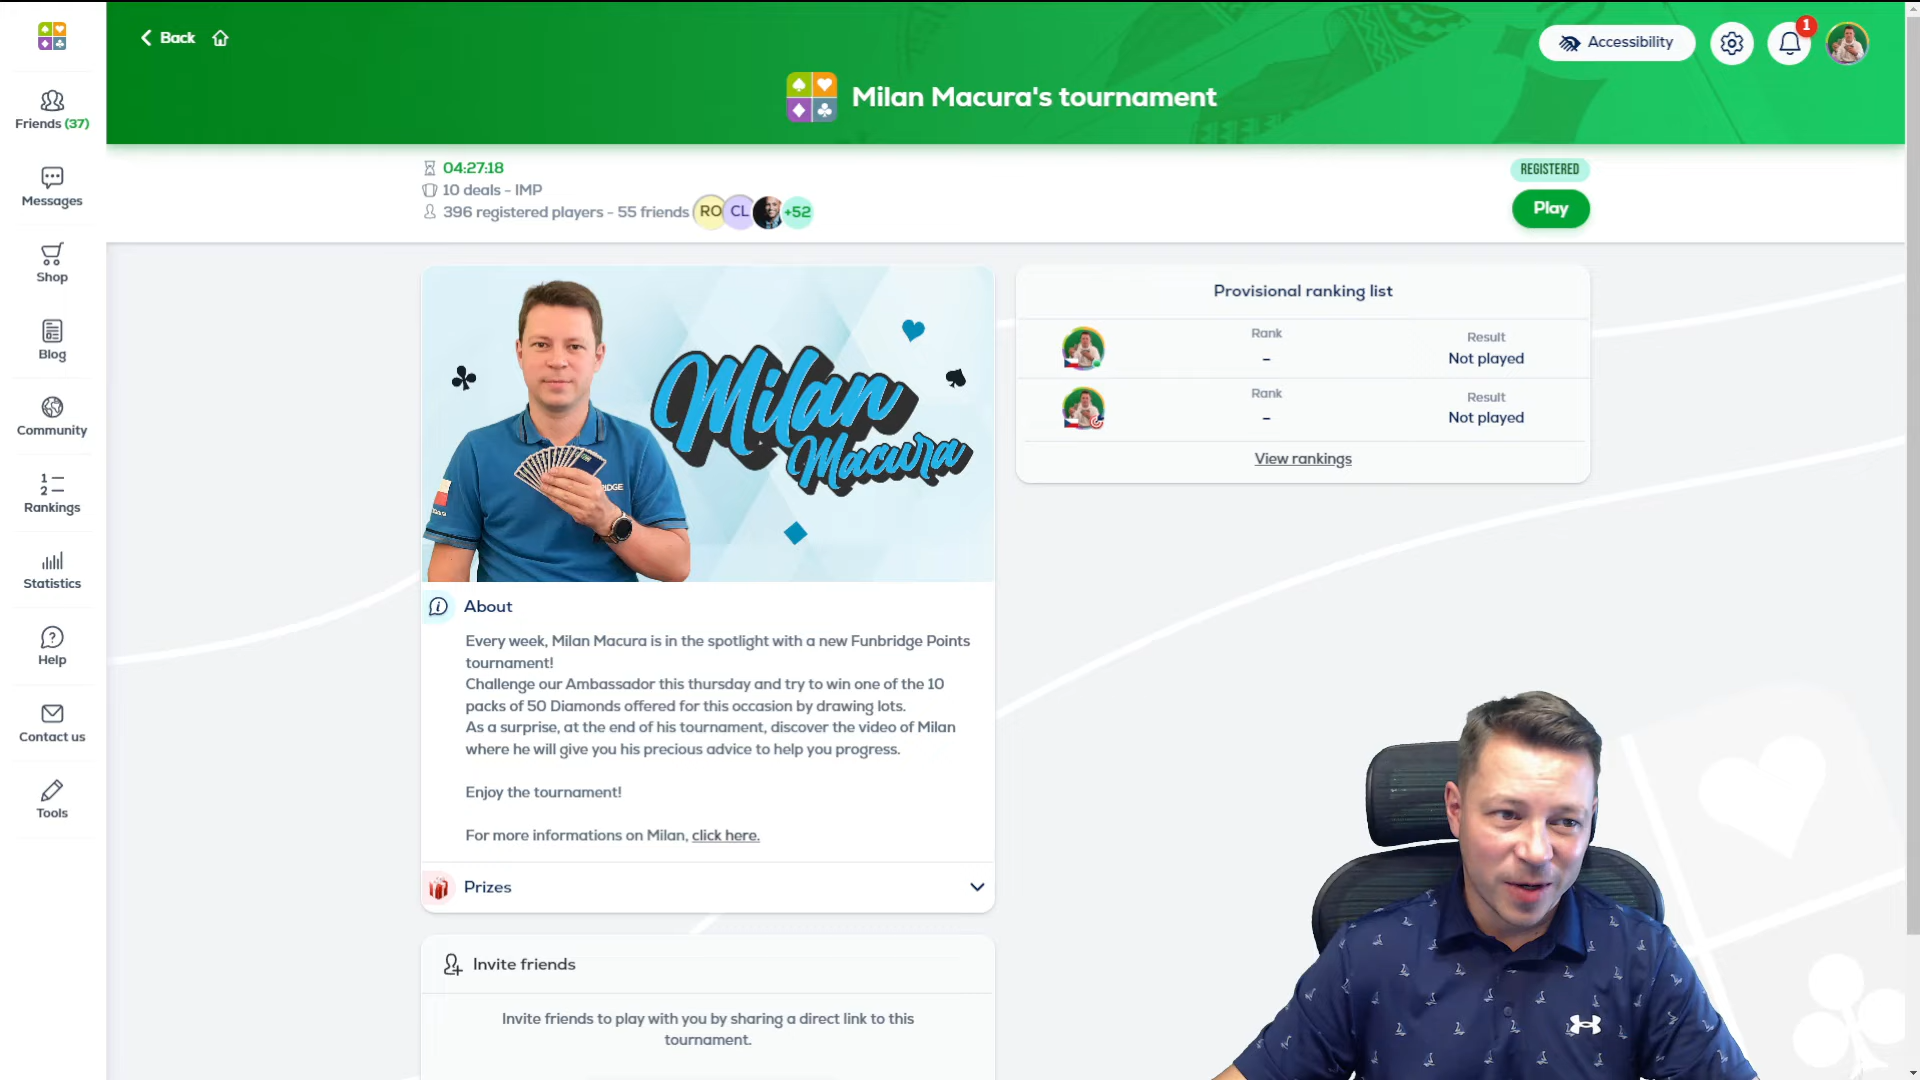 Back
Accessibility
1
Milan Macura's tournament
Friends (37)
Messages
Shop
Blog
Community
1
2
Rankings
Statistics
Help
Contact us
Tools
04:27:18
10 deals - IMP
396 registered players - 55 friends RO CL +52
REGISTERED
Play
Milan
Macura
About
Every week, Milan Macura is in the spotlight with a new Funbridge Points
tournament!
Challenge our Ambassador this thursday and try to win one of the 10
packs of 50 Diamonds offered for this occasion by drawing lots.
As a surprise, at the end of his tournament, discover the video of Milan
where he will give you his precious advice to help you progress.
Enjoy the tournament!
For more informations on Milan, click here.
Prizes
Invite friends
Invite friends to play with you by sharing a direct link to this
tournament.
Provisional ranking list
Rank
–
Result
Not played
Rank
–
Result
Not played
View rankings